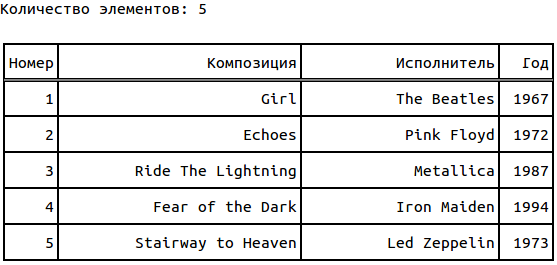 Количество элементов: 5
Номер Композиция Исполнитель Год
1 Girl The Beatles 1967
2 Echoes Pink Floyd 1972
3 Ride The Lightning Metallica 1987
4 Fear of the Dark Iron Maiden 1994
5 Stairway to Heaven Led Zeppelin 1973